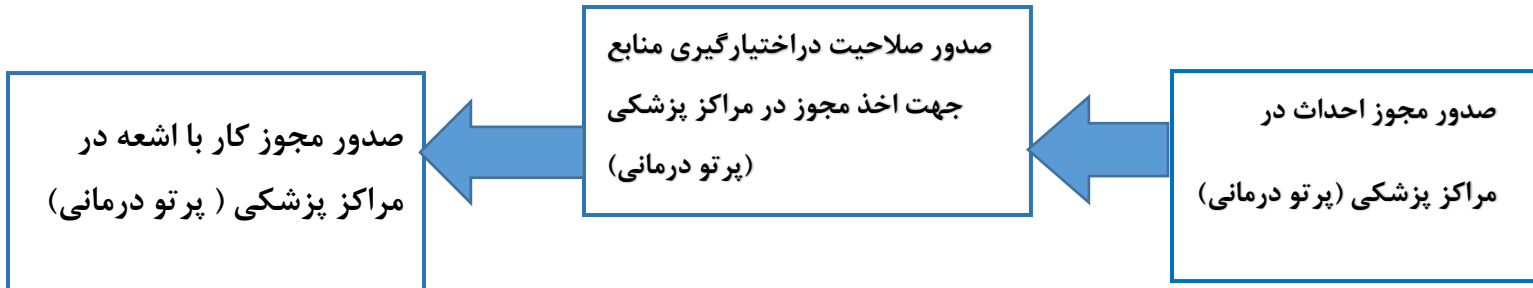 صدور مجوز احداث در
مراکز پزشکی (پرتو درمانی)
صدور صلاحیت دراختیارگیری منابع
جهت اخذ مجوز در مراکز پزشکی
(پرتو درمانی)
صدور مجوز کار با اشعه در
مراکز پزشکی ( پرتو درمانی)